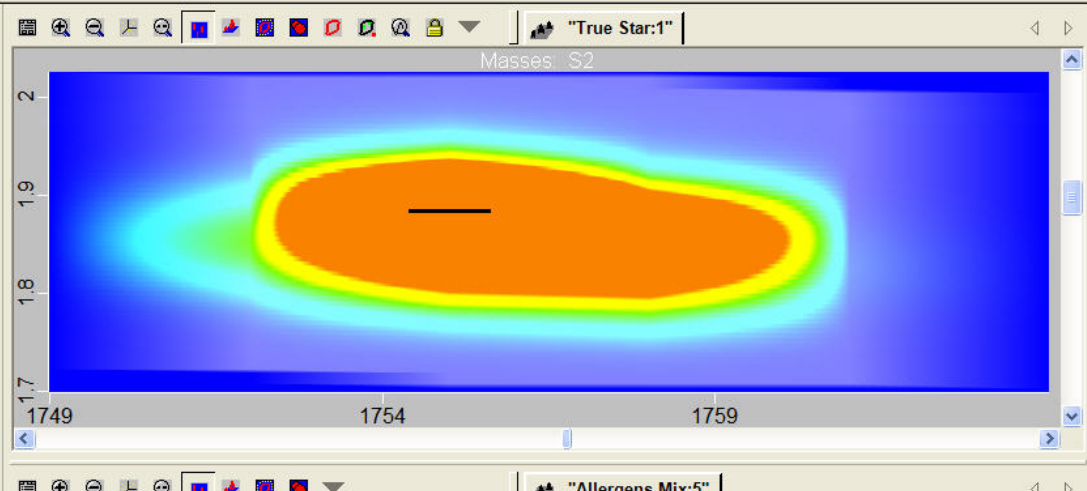 "True Star:1"
Masses: S2
2
1.9
1.8
1.7
1749 1754 1759
"Allergens Mix:5"